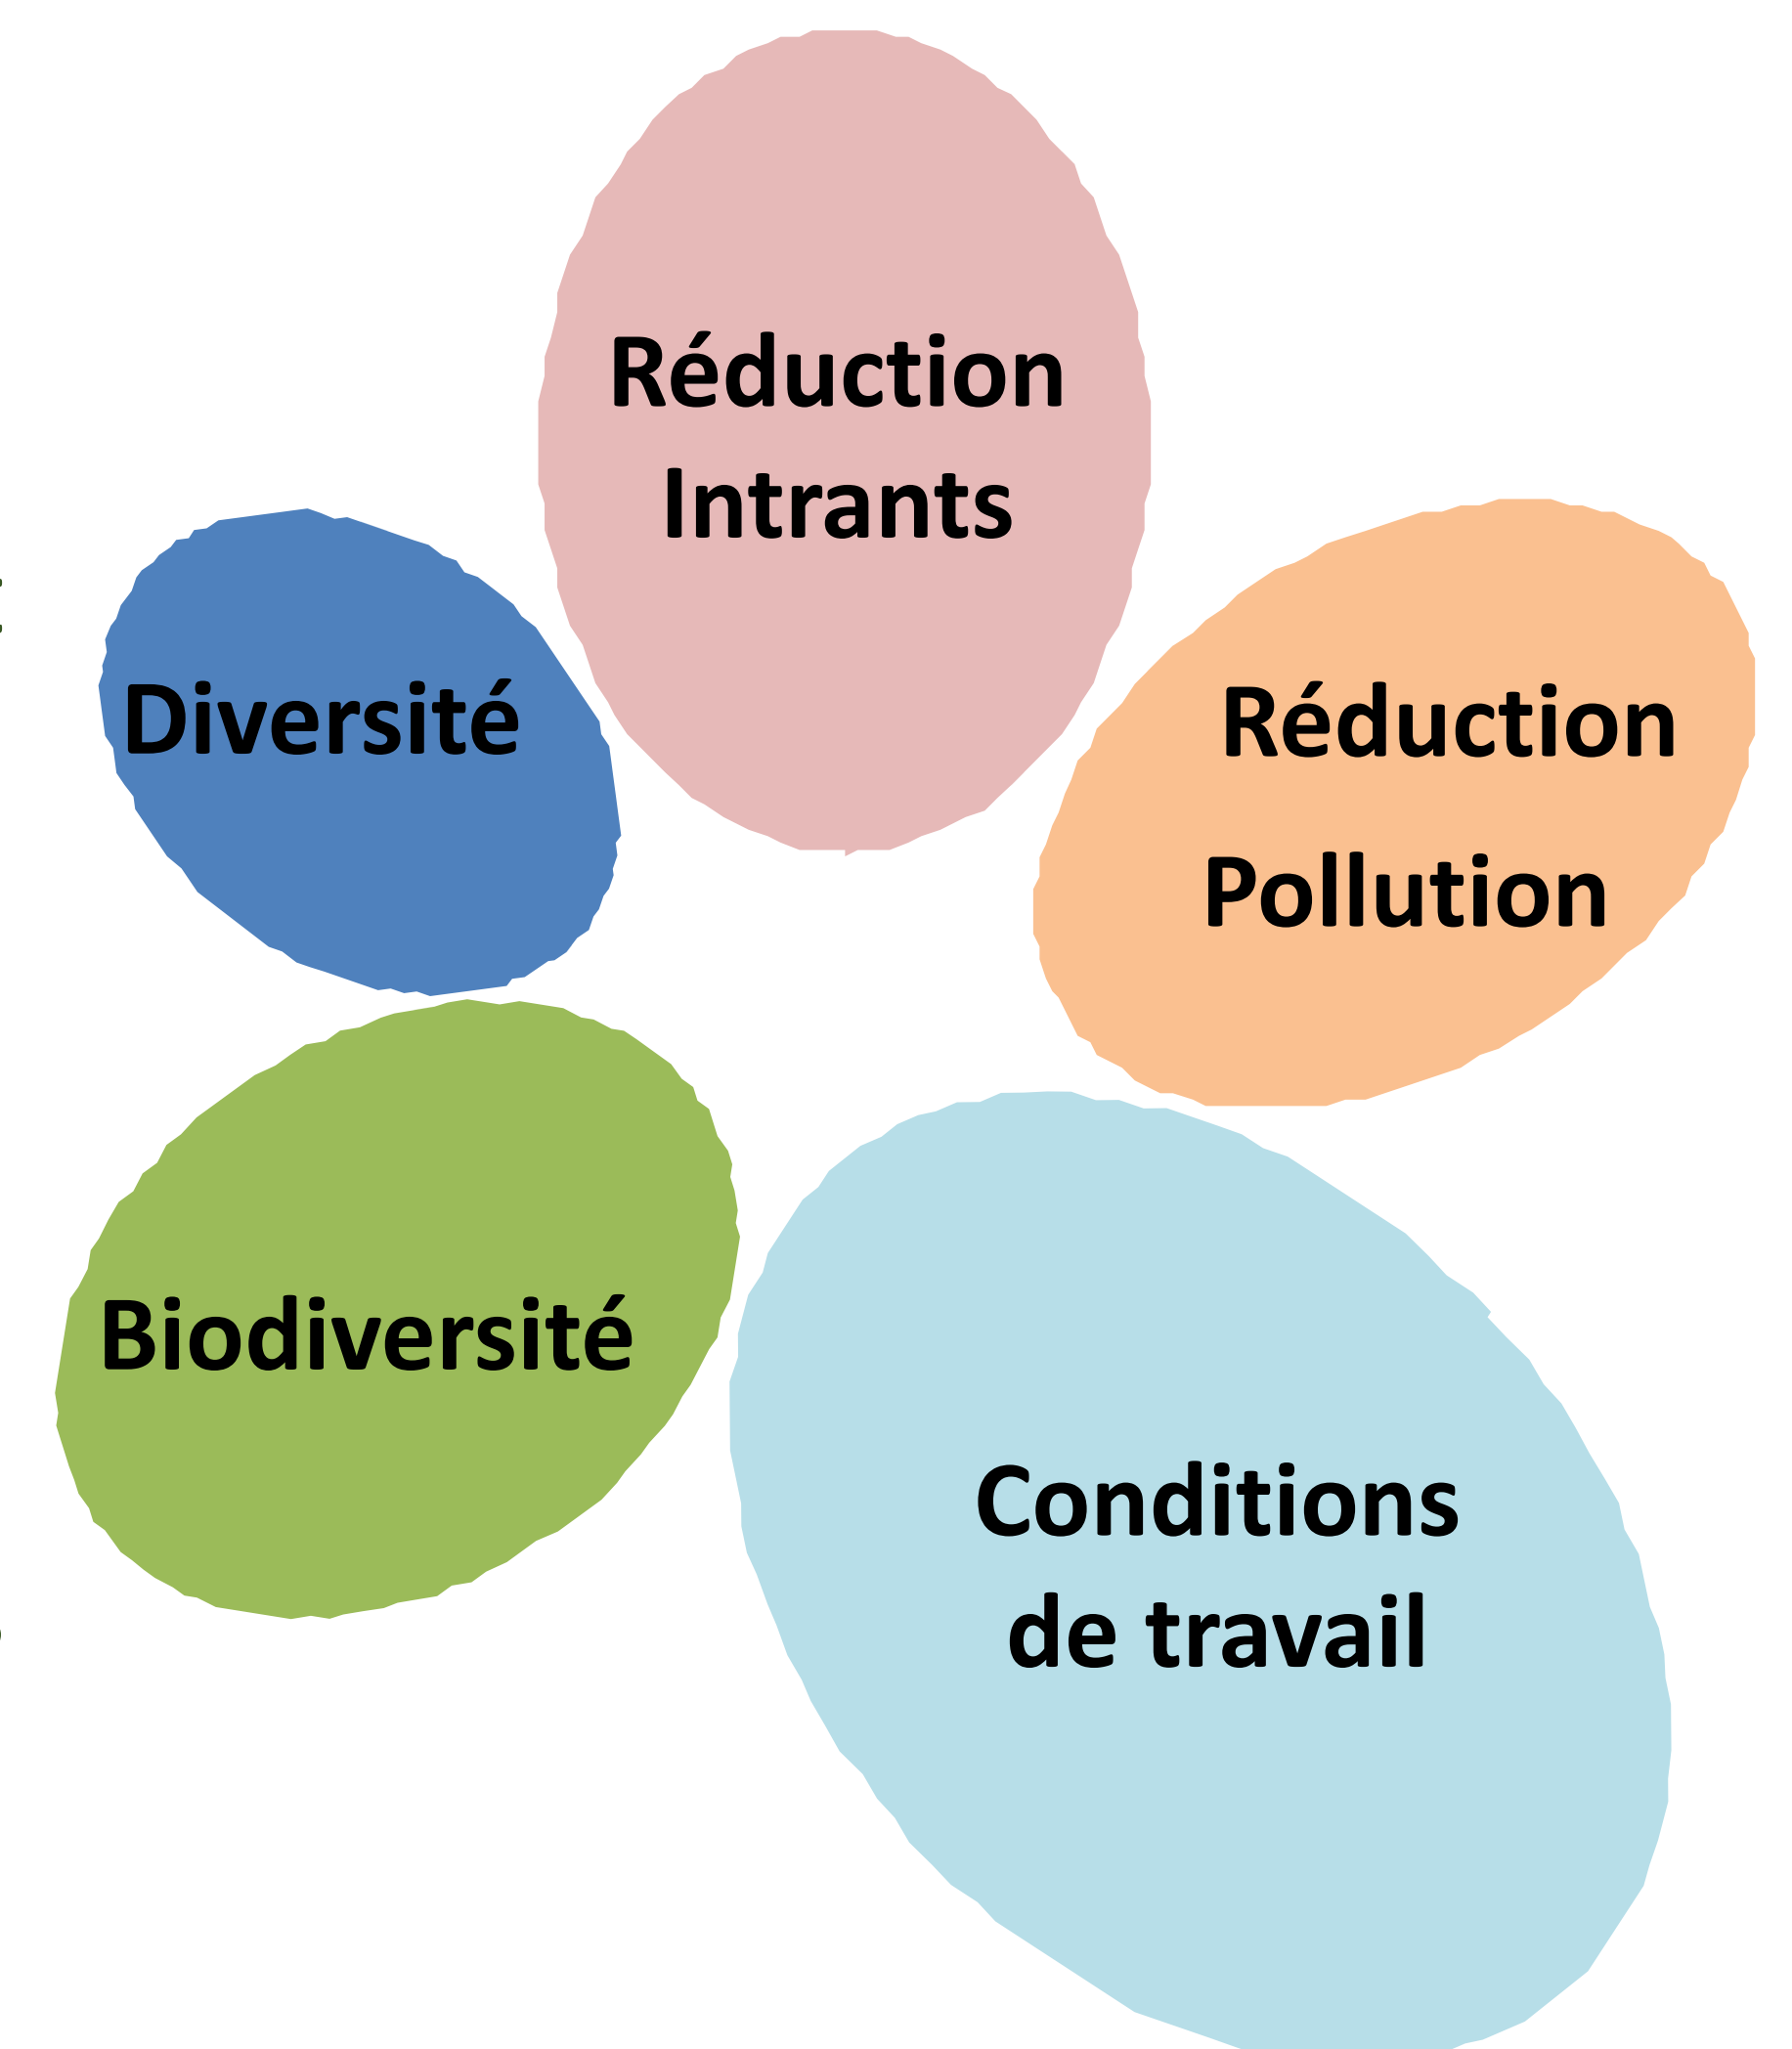 Réduction
Intrants
Diversité
Réduction
Pollution
Biodiversité
Conditions
de travail